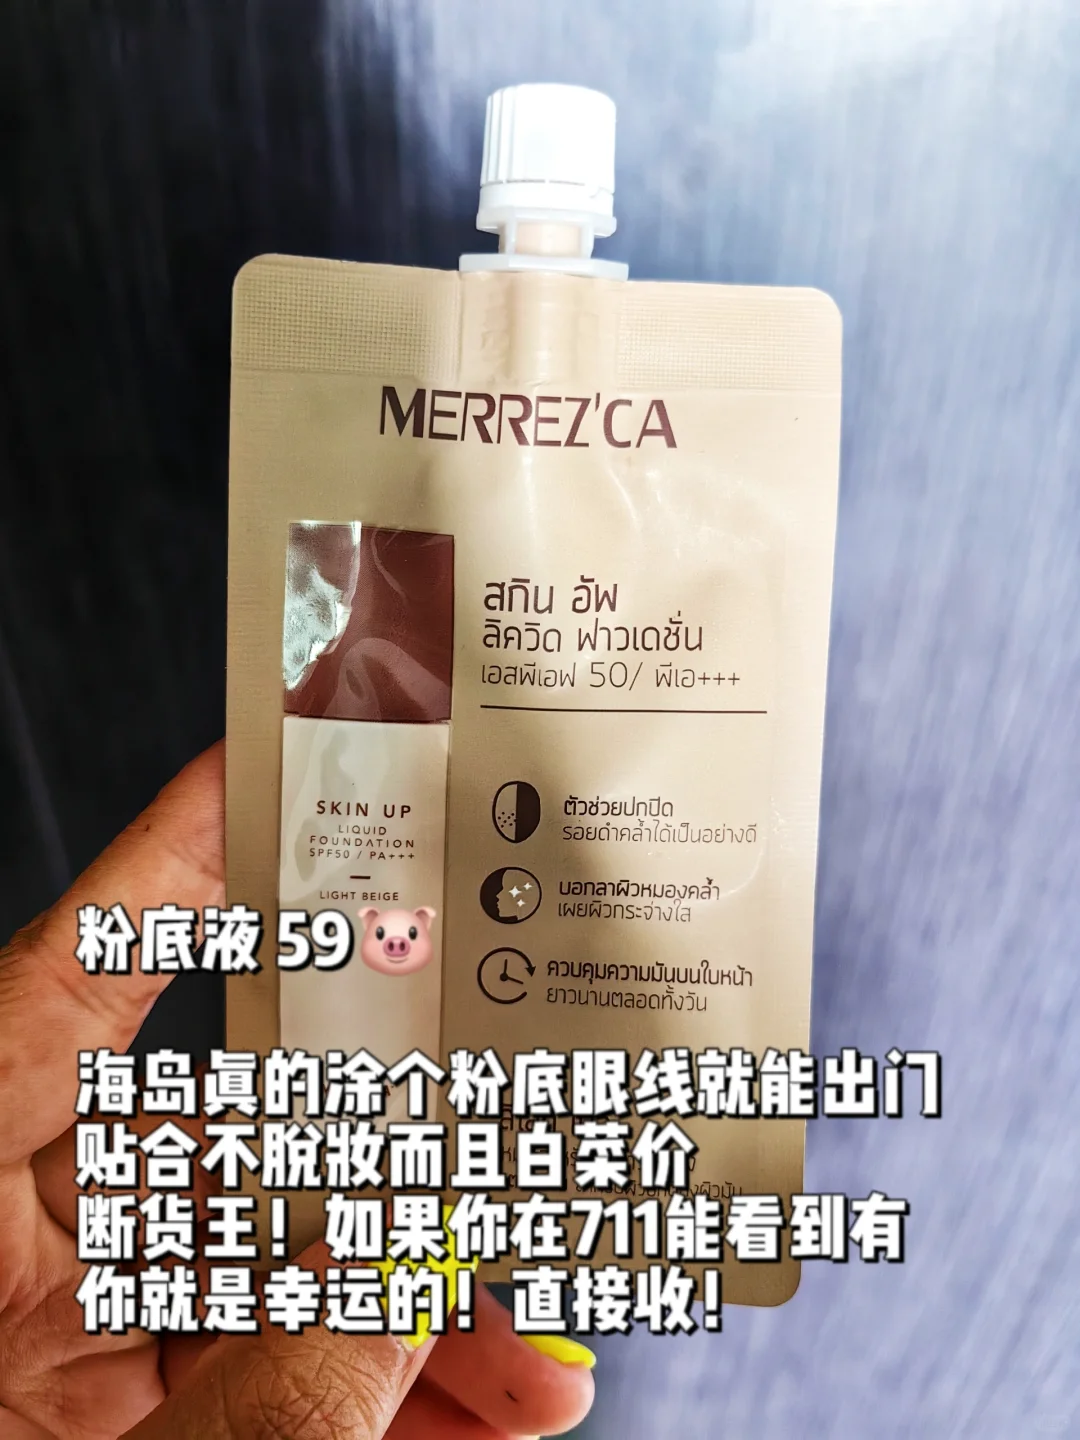 MERREZ'CA
สกิน อัพ
ลิควิด ฟาวเดชั่น
เอสพีเอฟ 50/ พีเอ+++
SKIN UP
LIQUID
FOUNDATION
SPF50 / PA+++
LIGHT BEIGE
ตัวช่วยปกปิด
รอยดำคล้ำได้เป็นอย่างดี
บอกลาผิวหมองคล้ำ
เผยผิวกระจ่างใส
ควบคุมความมันบนใบหน้า
ยาวนานตลอดทั้งวัน
粉底液 59🐷
海岛真的涂个粉底眼线就能出门
贴合不脱妆而且白菜价
断货王！如果你在711能看到有
你就是幸运的！直接收！